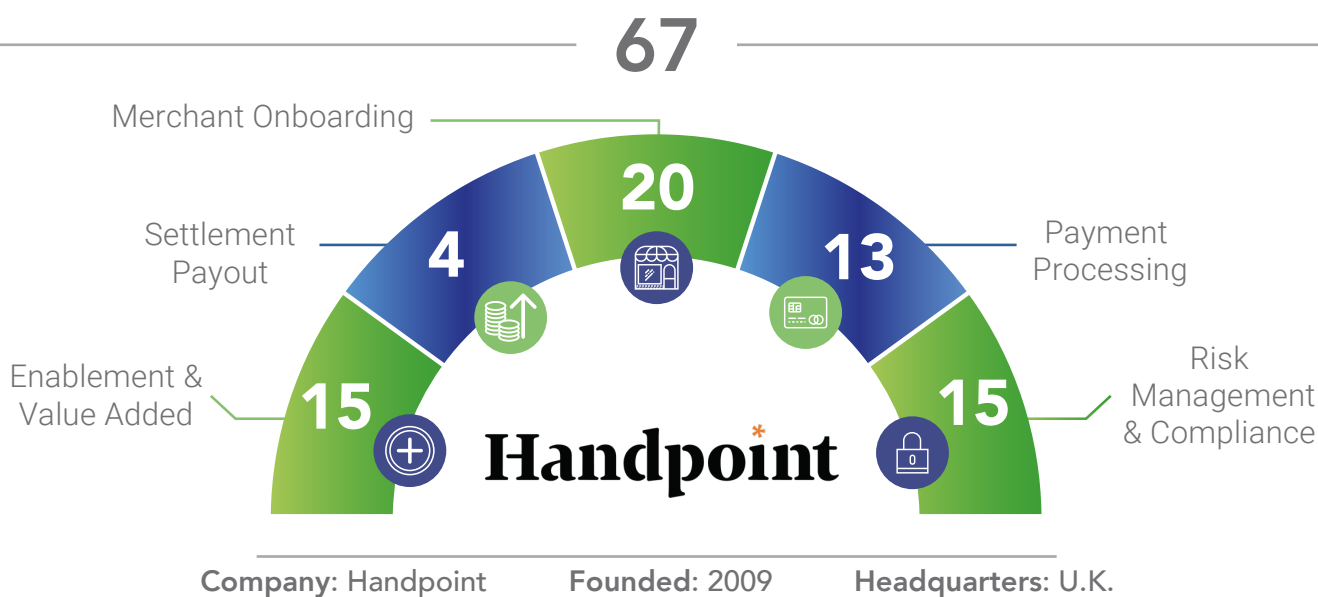 67
Merchant Onboarding
20
Settlement
Payout
4
13
Payment
Processing
Enablement &
Value Added
15
15
Risk
Management
& Compliance
0
Handpoint
Company: Handpoint Founded: 2009 Headquarters: U.K.